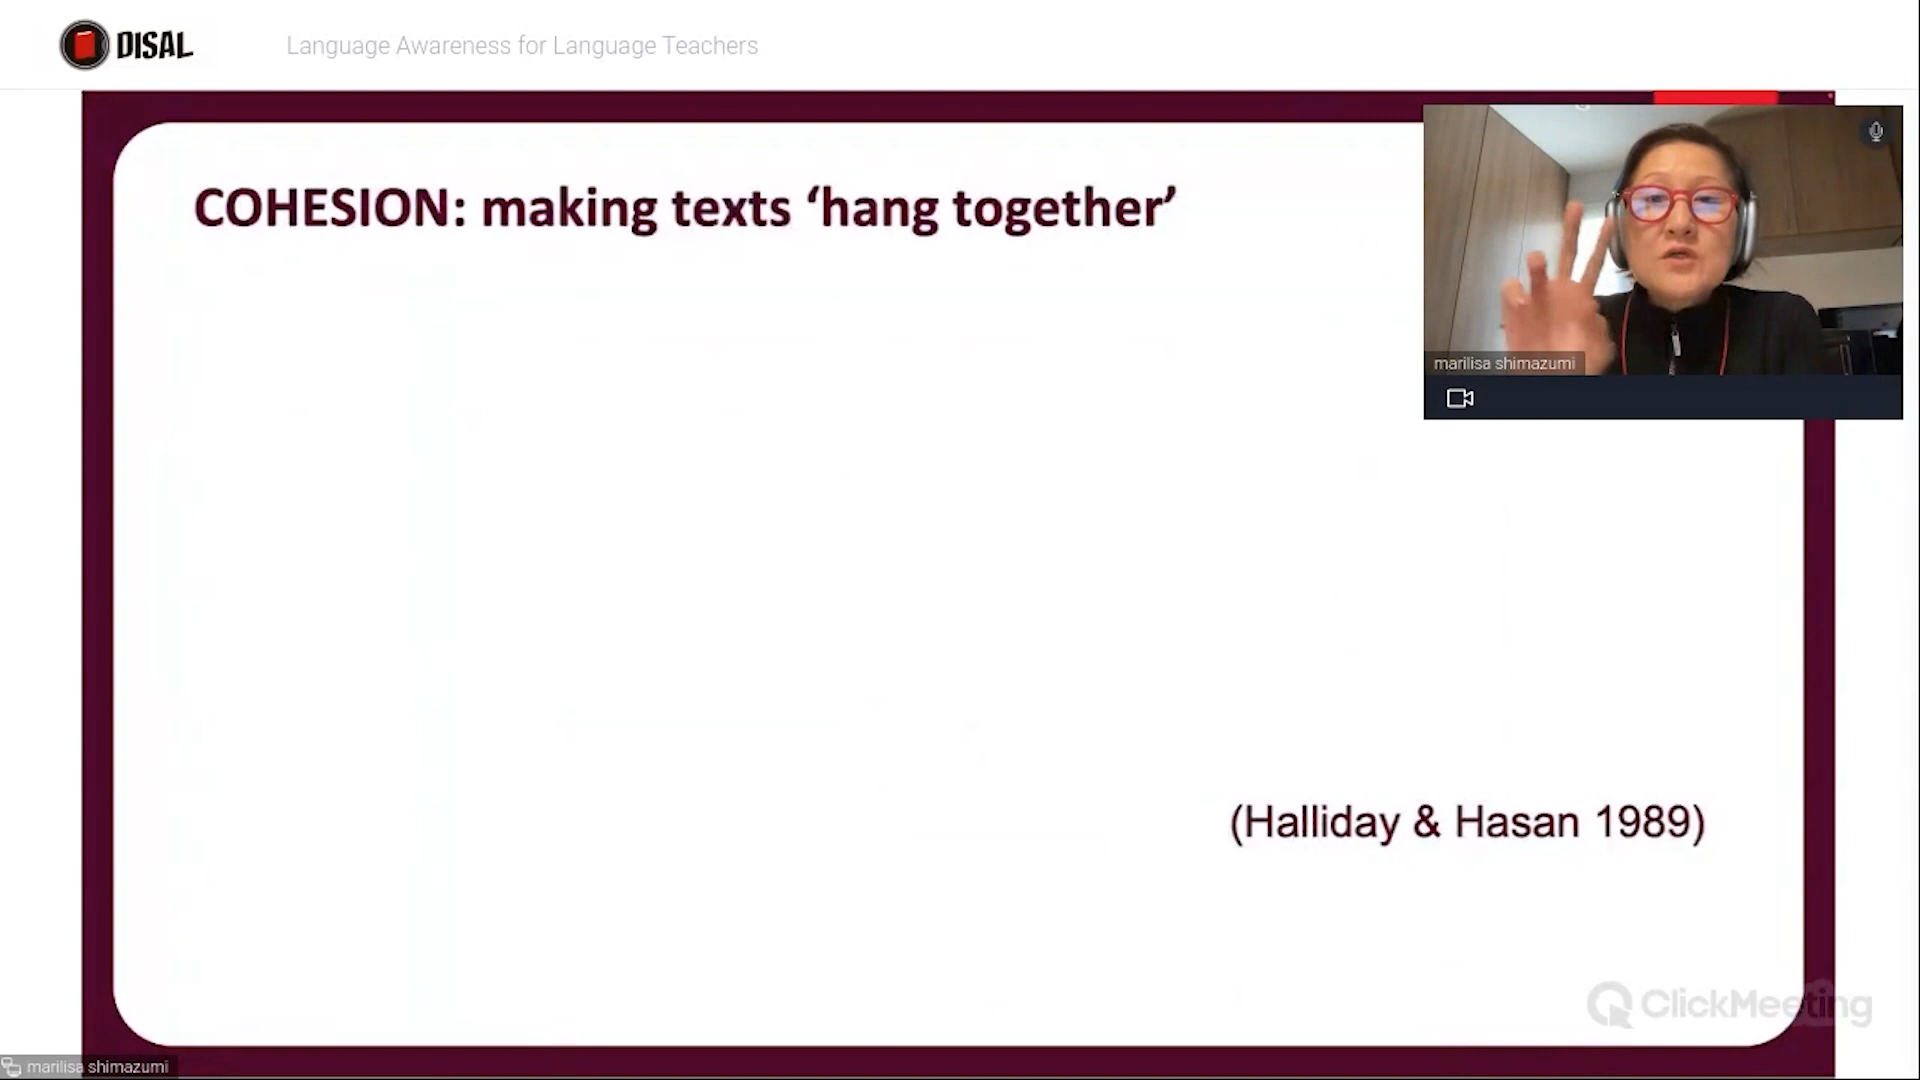 DISAL
Language Awareness for Language Teachers
COHESION: making texts ‘hang together’
marilisa shimazumi
(Halliday & Hasan 1989)
ClickMeeting
marilisa shimazumi